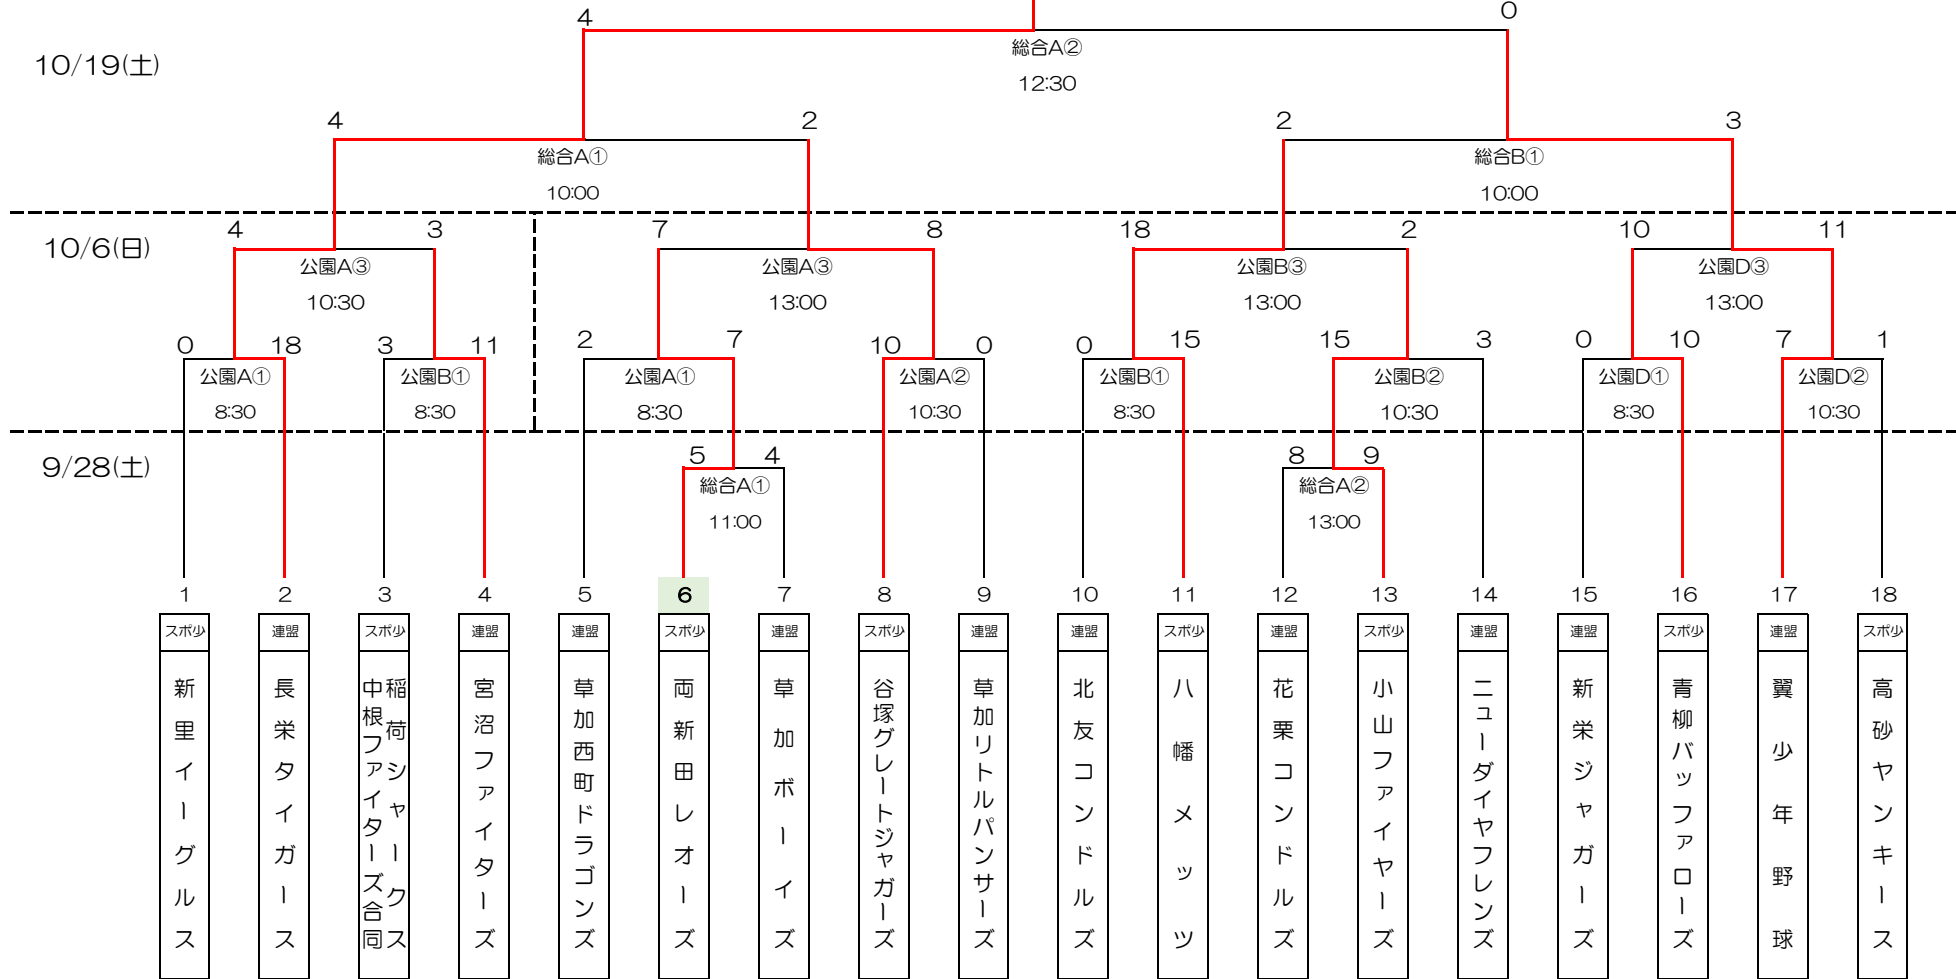 4 0
総合A②
10/19(土)
12:30
4 2 2 3
総合A① 総合B①
10:00 10:00
4 3 7 8 18 2 10 11
10/6(日)
公園A③ 公園A③ 公園B③ 公園D③
10:30 13:00 13:00 13:00
0 18 3 11 2 7 10 0 0 15 15 3 0 10 7 1
公園A① 公園B① 公園A① 公園A② 公園B① 公園B② 公園D① 公園D②
8:30 8:30 8:30 10:30 8:30 10:30 8:30 10:30
5 4 8 9
9/28(土)
総合A① 総合A②
11:00 13:00
1 2 3 4 5 6 7 8 9 10 11 12 13 14 15 16 17 18
スポ少 連盟 スポ少 連盟 連盟 スポ少 連盟 スポ少 連盟 連盟 スポ少 連盟 スポ少 連盟 連盟 スポ少 連盟 スポ少
新里イーグルス
長栄タイガース
稲荷シャークス
中根ファイターズ合同
宮沼ファイターズ
草加西町ドラゴンズ
両新田レオーズ
草加ボーイズ
谷塚グレートジャガーズ
草加リトルパンサーズ
北友コンドルズ
八幡メッツ
花栗コンドルズ
小山ファイヤーズ
ニューダイヤフレンズ
新栄ジャガーズ
青柳バッファローズ
翼少年野球
高砂ヤンキース